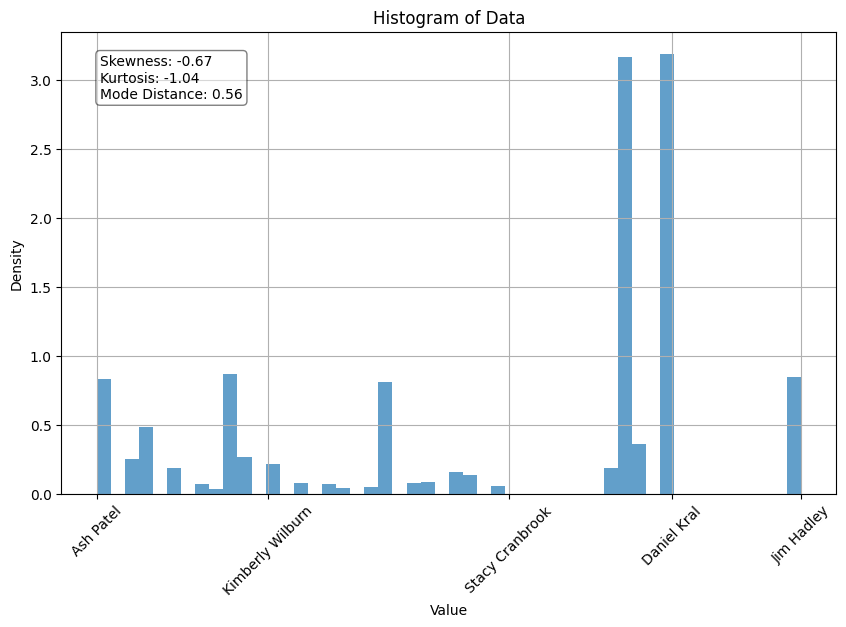 Histogram of Data
Skewness: -0.67
Kurtosis: -1.04
Mode Distance: 0.56
Density
3.0
2.5
2.0
1.5
1.0
0.5
0.0
Ash Patel
Kimberly Wilburn
Stacy Cranbrook
Daniel Kral
Jim Hadley
Value